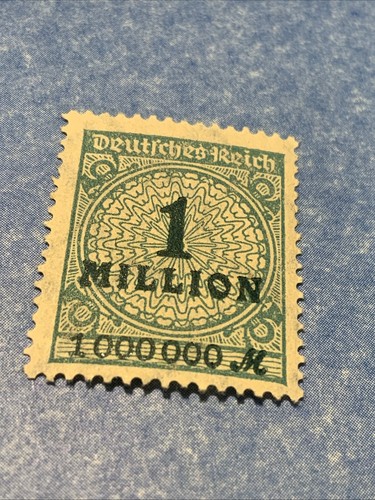 Deutsches Reich
1
MILLION
1000000 M